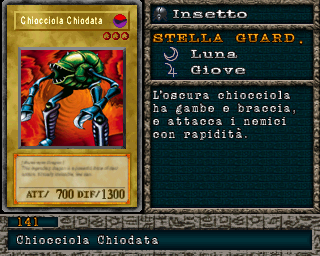 Chiocciola Chiodata
ATT/ 700 DIF/1300
Insetto
STELLA GUARD.
Luna
Giove
L'oscura chiocciola
ha gambe e braccia,
e attacca i nemici
con rapidità.
141
Chiocciola Chiodata